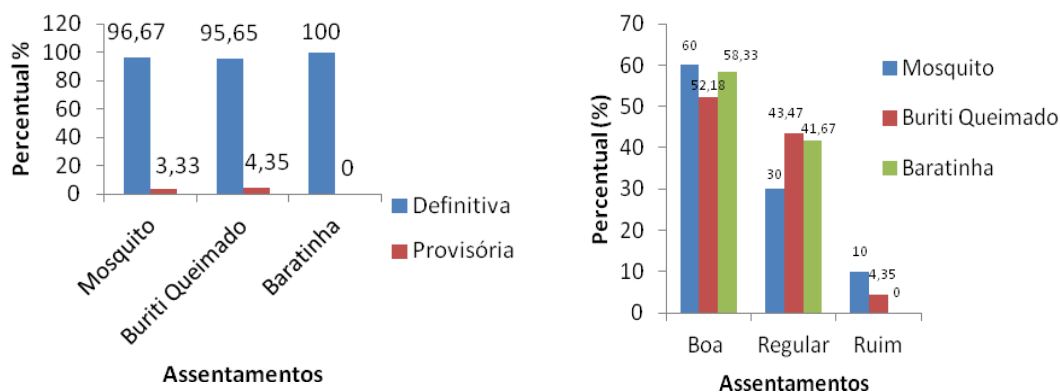 Percentual %
120
100
80
60
40
20
0
96,67
95,65
100
3,33
4,35
0
Mosquito
Buriti Queimado
Baratinha
Definitiva
Provisória
Assentamentos
Percentual (%)
70
60
50
40
30
20
10
0
60
52,18
58,33
30
43,47
41,67
10
4,35
0
Mosquito
Buriti Queimado
Baratinha
Boa
Regular
Ruim
Assentamentos